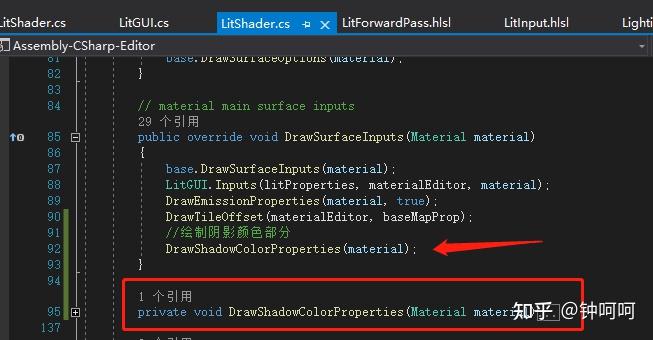 LitShader.cs LitGUI.cs LitShader.cs LitForwardPass.hlsl LitInput.hlsl Lighti
Assembly-CSharp-Editor
81 base.DrawSurfaceOptions(material);
82 }
83
84 // material main surface inputs
29 个引用
85 public override void DrawSurfaceInputs(Material material)
86 {
87 base.DrawSurfaceInputs(material);
88 LitGUI.Inputs(litProperties, materialEditor, material);
89 DrawEmissionProperties(material, true);
90 DrawTileOffset(materialEditor, baseMapProp);
91 //绘制阴影颜色部分
92 DrawShadowColorProperties(material);
93 }
94
1 个引用
95 private void DrawShadowColorProperties(Material material)...
知乎 @钟呵呵
137